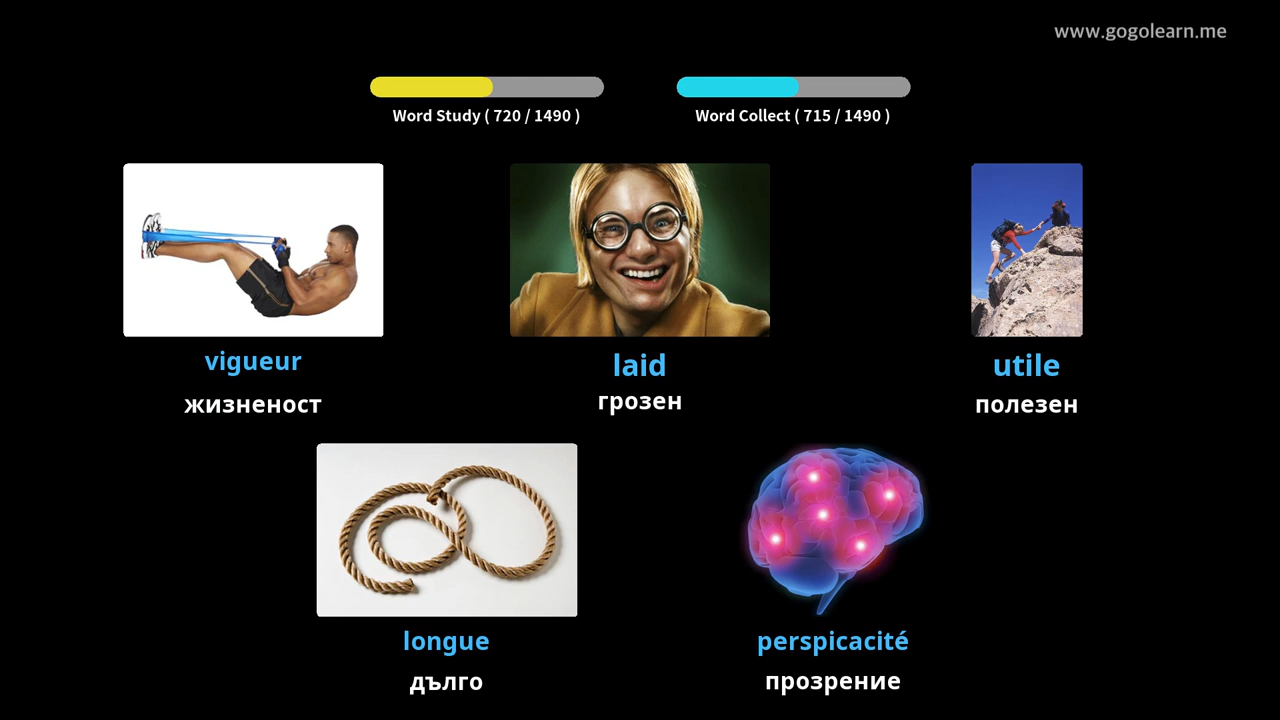 www.gogolearn.me
Word Study ( 720 / 1490 )
Word Collect ( 715 / 1490 )
vigueur
жизненост
laid
грозен
utile
полезен
longue
дълго
perspicacité
прозрение